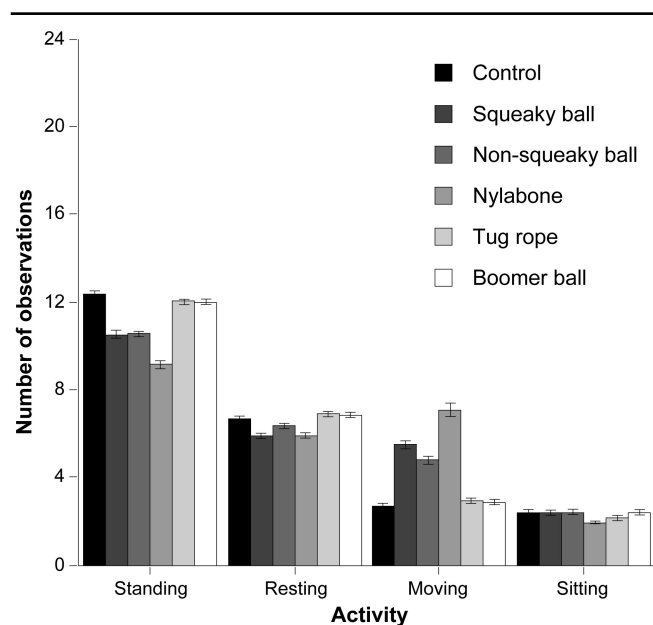 24
20
16
12
8
4
0
Number of observations
Control
Squeaky ball
Non-squeaky ball
Nylabone
Tug rope
Boomer ball
Standing
Resting
Moving
Sitting
Activity